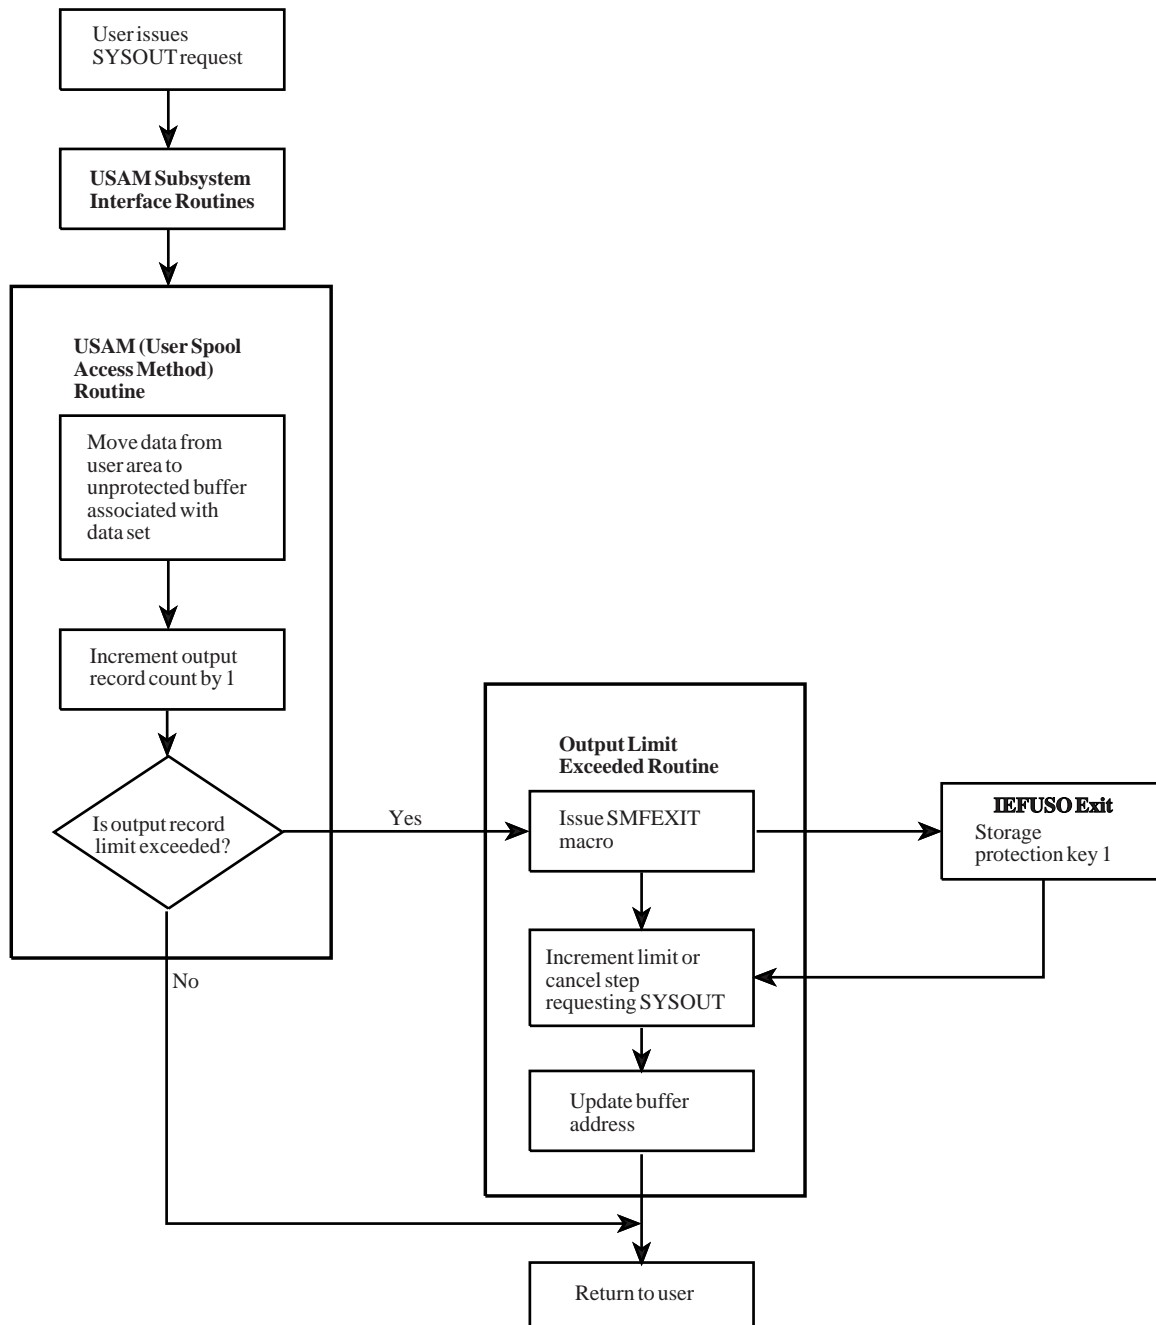 User issues
SYSOUT request
USAM Subsystem
Interface Routines
USAM (User Spool
Access Method)
Routine
Move data from
user area to
unprotected buffer
associated with
data set
Increment output
record count by 1
Is output record
limit exceeded?
Yes
No
Output Limit
Exceeded Routine
Issue SMFEXIT
macro
IEFUSO Exit
Storage
protection key 1
Increment limit or
cancel step
requesting SYSOUT
Update buffer
address
Return to user